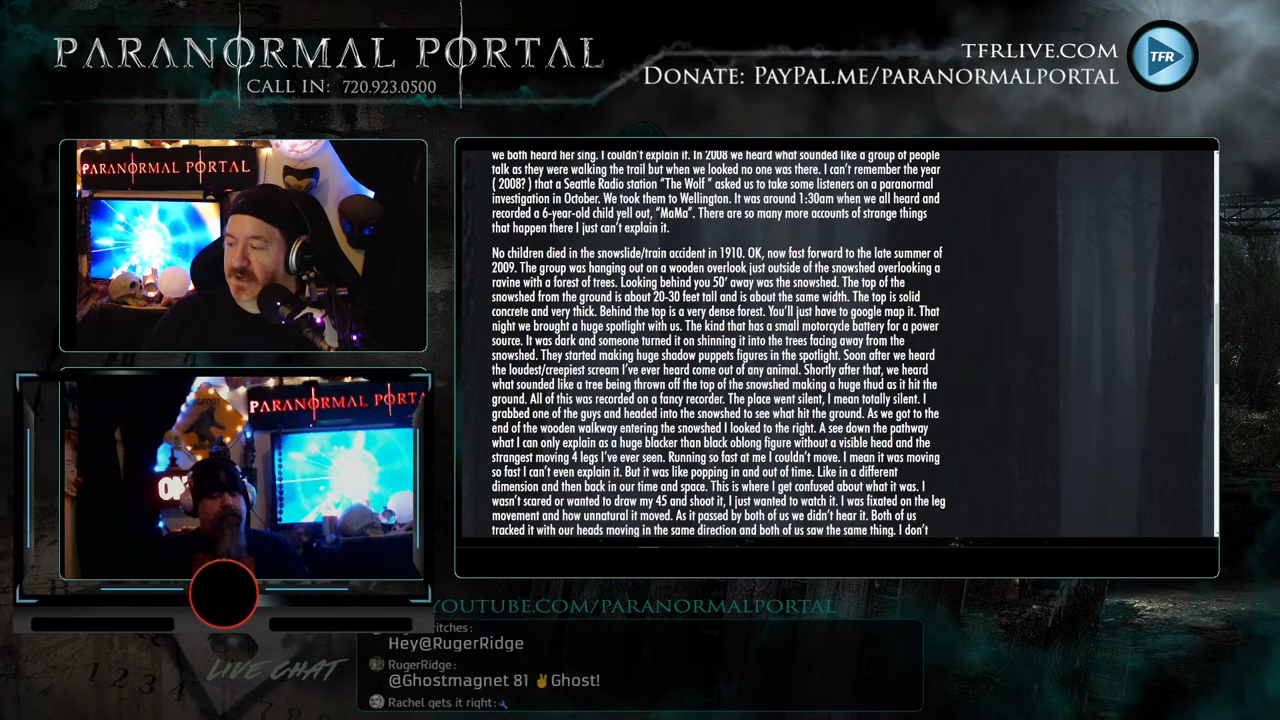 PARANORMAL PORTAL
CALL IN: 720.923.0500
TFRLIVE.COM
DONATE: PAYPAL.ME/PARANORMALPORTAL
TFR
PARANORMAL PORTAL
BIGFOOT
PARANORMAL PORTA
ON
we both heard her sing. I couldn't explain it. In 2008 we heard what sounded like a group of people
talk as they were walking the trail but when we looked no one was there. I can't remember the year
( 2008? ) that a Seattle Radio station "The Wolf " asked us to take some listeners on a paranormal
investigation in October. We took them to Wellington. It was around 1:30am when we all heard and
recorded a 6-year-old child yell out, "MaMa". There are so many more accounts of strange things
that happen there I just can't explain it.
No children died in the snowslide/train accident in 1910. OK, now fast forward to the late summer of
2009. The group was hanging out on a wooden overlook just outside of the snowshed overlooking a
ravine with a forest of trees. Looking behind you 50' away was the snowshed. The top of the
snowshed from the ground is about 20-30 feet tall and is about the same width. The top is solid
concrete and very thick. Behind the top is a very dense forest. You'll just have to google map it. That
night we brought a huge spotlight with us. The kind that has a small motorcycle battery for a power
source. It was dark and someone turned it on shinning it into the trees facing away from the
snowshed. They started making huge shadow puppets figures in the spotlight. Soon after we heard
the loudest/creepiest scream I've ever heard come out of any animal. Shortly after that, we heard
what sounded like a tree being thrown off the top of the snowshed making a huge thud as it hit the
ground. All of this was recorded on a fancy recorder. The place went silent, I mean totally silent. I
grabbed one of the guys and headed into the snowshed to see what hit the ground. As we got to the
end of the wooden walkway entering the snowshed I looked to the right. A see down the pathway
what I can only explain as a huge blacker than black oblong figure without a visible head and the
strangest moving 4 legs I've ever seen. Running so fast at me I couldn't move. I mean it was moving
so fast I can't even explain it. But it was like popping in and out of time. Like in a different
dimension and then back in our time and space. This is where I get confused about what it was. I
wasn't scared or wanted to draw my 45 and shoot it, I just wanted to watch it. I was fixated on the leg
movement and how unnatural it moved. As it passed by both of us we didn't hear it. Both of us
tracked it with our heads moving in the same direction and both of us saw the same thing. I don't
YOUTUBE.COM/PARANORMALPORTAL
LIVE CHAT
1 2 3 4
itches:
Hey@RugerRidge
RugerRidge:
@Ghostmagnet 81 ✌Ghost!
Rachel gets it right: